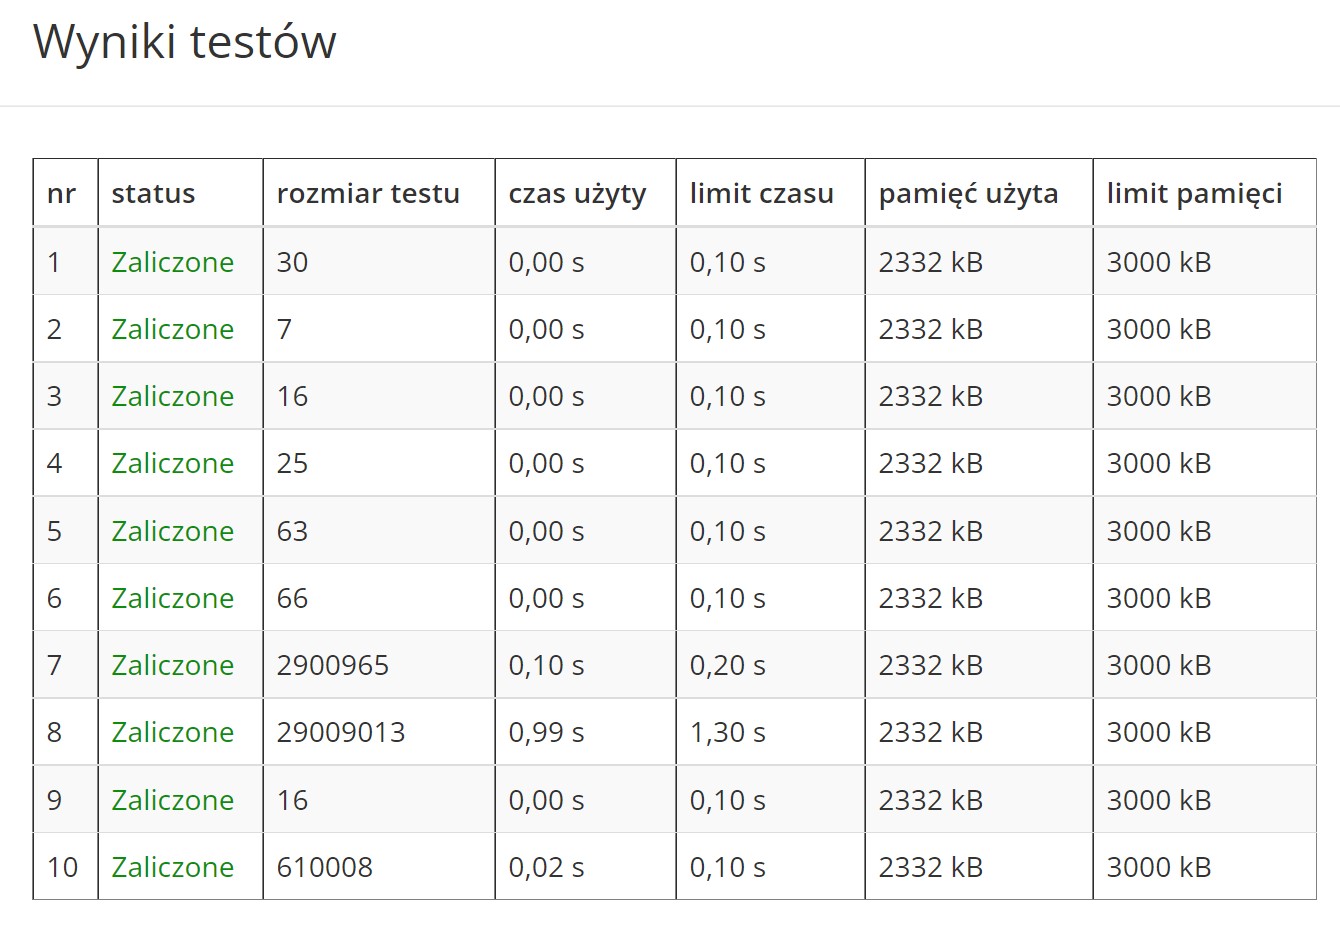 Wyniki testów
nr status rozmiar testu czas użyty limit czasu pamięć użyta limit pamięci
1 Zaliczone 30 0,00 s 0,10 s 2332 kB 3000 kB
2 Zaliczone 7 0,00 s 0,10 s 2332 kB 3000 kB
3 Zaliczone 16 0,00 s 0,10 s 2332 kB 3000 kB
4 Zaliczone 25 0,00 s 0,10 s 2332 kB 3000 kB
5 Zaliczone 63 0,00 s 0,10 s 2332 kB 3000 kB
6 Zaliczone 66 0,00 s 0,10 s 2332 kB 3000 kB
7 Zaliczone 2900965 0,10 s 0,20 s 2332 kB 3000 kB
8 Zaliczone 29009013 0,99 s 1,30 s 2332 kB 3000 kB
9 Zaliczone 16 0,00 s 0,10 s 2332 kB 3000 kB
10 Zaliczone 610008 0,02 s 0,10 s 2332 kB 3000 kB